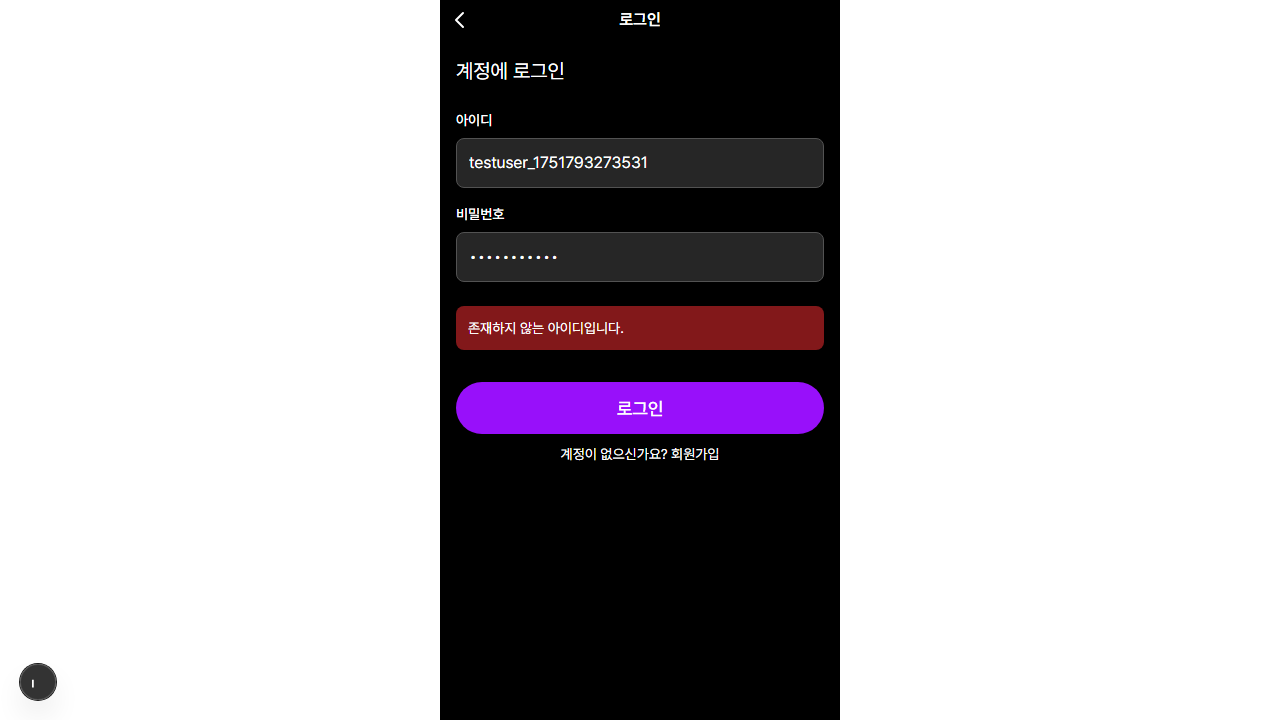 로그인
계정에 로그인
아이디
testuser_1751793273531
비밀번호
•••••••••••
존재하지 않는 아이디입니다.
로그인
계정이 없으신가요? 회원가입